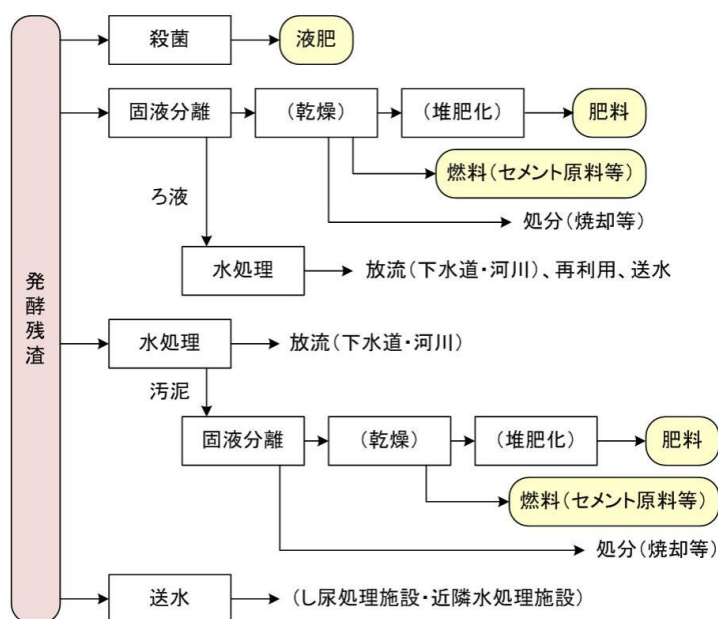 発酵残渣
殺菌
液肥
固液分離
(乾燥)
(堆肥化)
肥料
燃料(セメント原料等)
処分(焼却等)
ろ液
水処理
放流(下水道・河川)、再利用、送水
水処理
放流(下水道・河川)
汚泥
固液分離
(乾燥)
(堆肥化)
肥料
燃料(セメント原料等)
処分(焼却等)
送水
(し尿処理施設・近隣水処理施設)